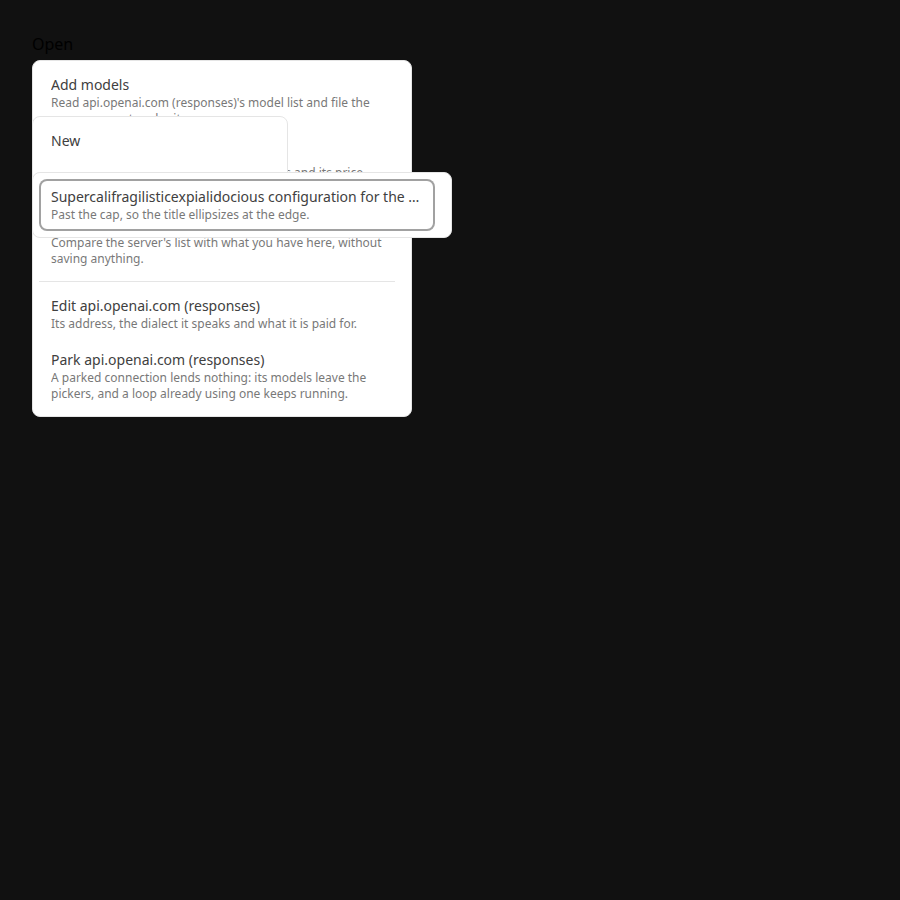 Open
Add models
Read api.openai.com (responses)'s model list and file the
New
and its price
Supercalifragilisticexpialidocious configuration for the ...
Past the cap, so the title ellipsizes at the edge.
Compare the server's list with what you have here, without
saving anything.
Edit api.openai.com (responses)
Its address, the dialect it speaks and what it is paid for.
Park api.openai.com (responses)
A parked connection lends nothing: its models leave the
pickers, and a loop already using one keeps running.